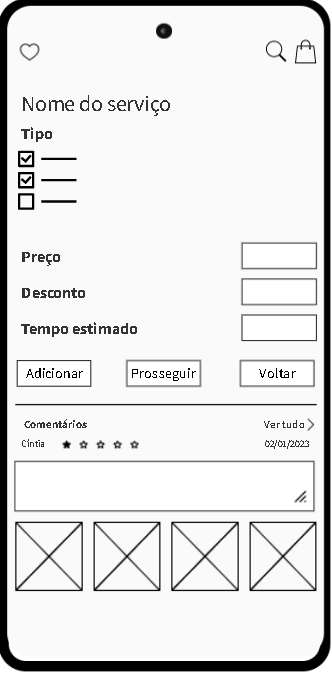 Nome do serviço
Tipo
Preço
Desconto
Tempo estimado
Adicionar Prosseguir Voltar
Comentários Ver tudo
Cíntia 02/01/2023